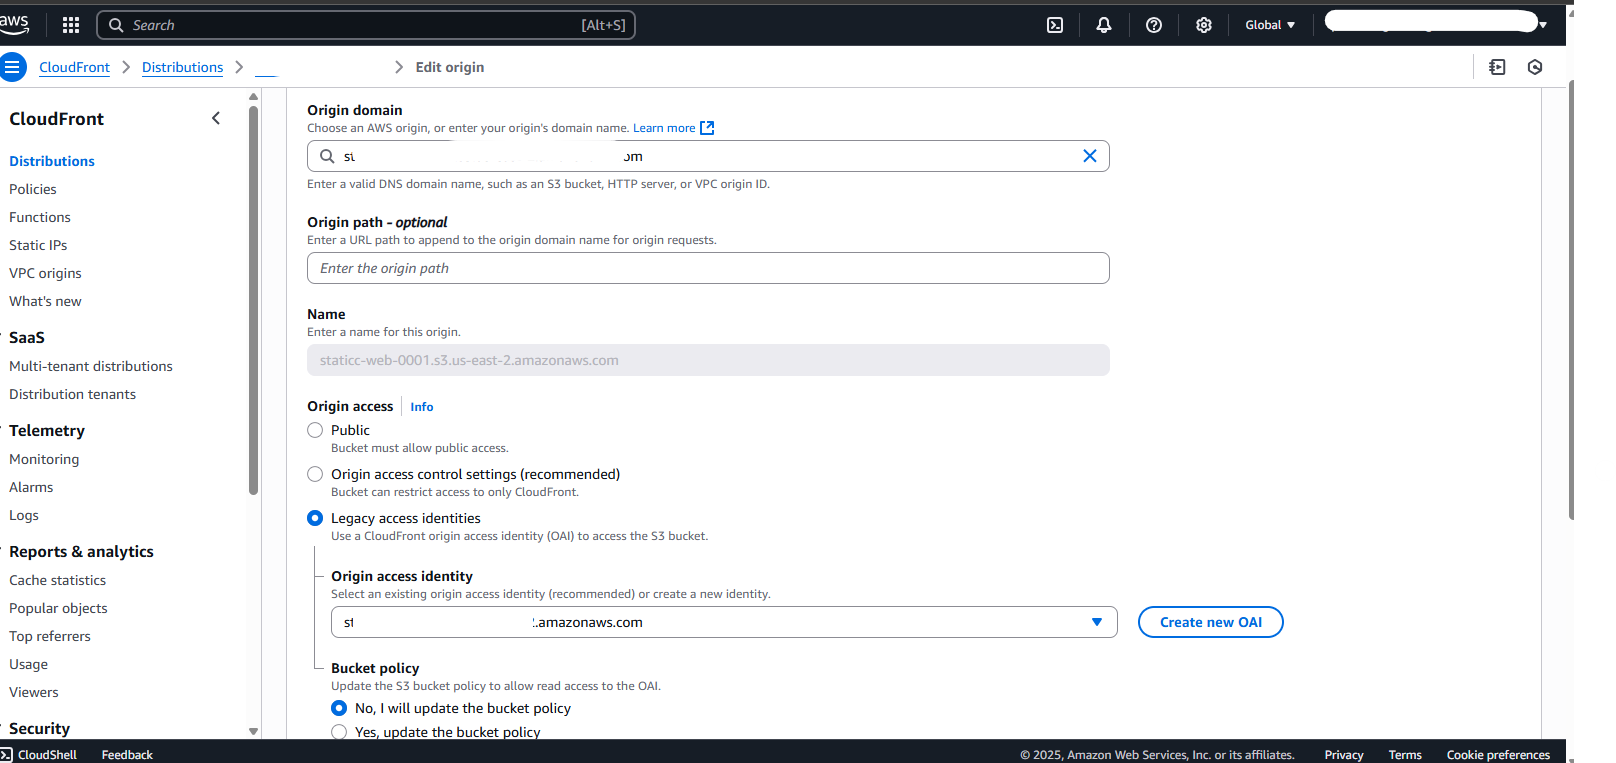 aws
Search
[Alt+S]
Global
CloudFront
Distributions
Edit origin
CloudFront
Distributions
Policies
Functions
Static IPs
VPC origins
What's new
SaaS
Multi-tenant distributions
Distribution tenants
Telemetry
Monitoring
Alarms
Logs
Reports & analytics
Cache statistics
Popular objects
Top referrers
Usage
Viewers
Security
Origin domain
Choose an AWS origin, or enter your origin's domain name. Learn more
Enter a valid DNS domain name, such as an S3 bucket, HTTP server, or VPC origin ID.
Origin path - optional
Enter a URL path to append to the origin domain name for origin requests.
Enter the origin path
Name
Enter a name for this origin.
staticc-web-0001.s3.us-east-2.amazonaws.com
Origin access
Info
Public
Bucket must allow public access.
Origin access control settings (recommended)
Bucket can restrict access to only CloudFront.
Legacy access identities
Use a CloudFront origin access identity (OAI) to access the S3 bucket.
Origin access identity
Select an existing origin access identity (recommended) or create a new identity.
.amazonaws.com
Create new OAI
Bucket policy
Update the S3 bucket policy to allow read access to the OAI.
No, I will update the bucket policy
Yes, update the bucket policy
CloudShell
Feedback
© 2025, Amazon Web Services, Inc. or its affiliates.
Privacy
Terms
Cookie preferences